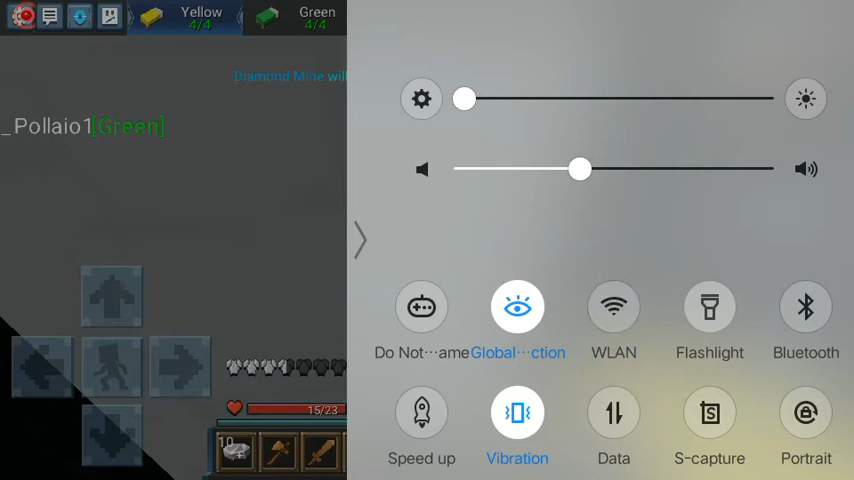 Yellow
4/4
Green
4/4
Diamond Mine will
_Pollaio1[Green]
15/23
10
Do Not···ame
Global···ction
WLAN
Flashlight
Bluetooth
S
Speed up
Vibration
Data
S-capture
Portrait